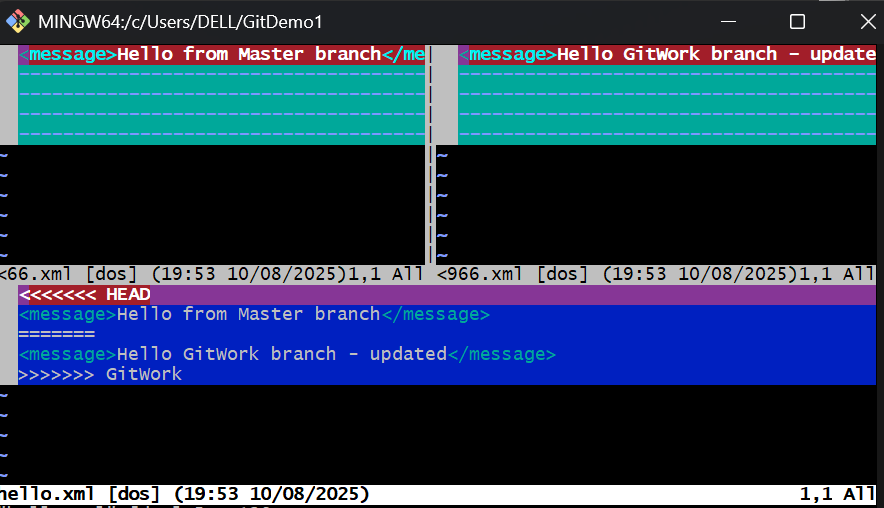 MINGW64:/c/Users/DELL/GitDemo1
<message>Hello from Master branch</me
<message>Hello GitWork branch - update
------------------------------------
------------------------------------
------------------------------------
------------------------------------
~
~
~
~
~
~
<66.xml [dos] (19:53 10/08/2025)1,1 All <966.xml [dos] (19:53 10/08/2025)1,1 All
<<<<<<< HEAD
<message>Hello from Master branch</message>
=======
<message>Hello GitWork branch - updated</message>
>>>>>>> GitWork
~
~
~
~
~
hello.xml [dos] (19:53 10/08/2025) 1,1 All